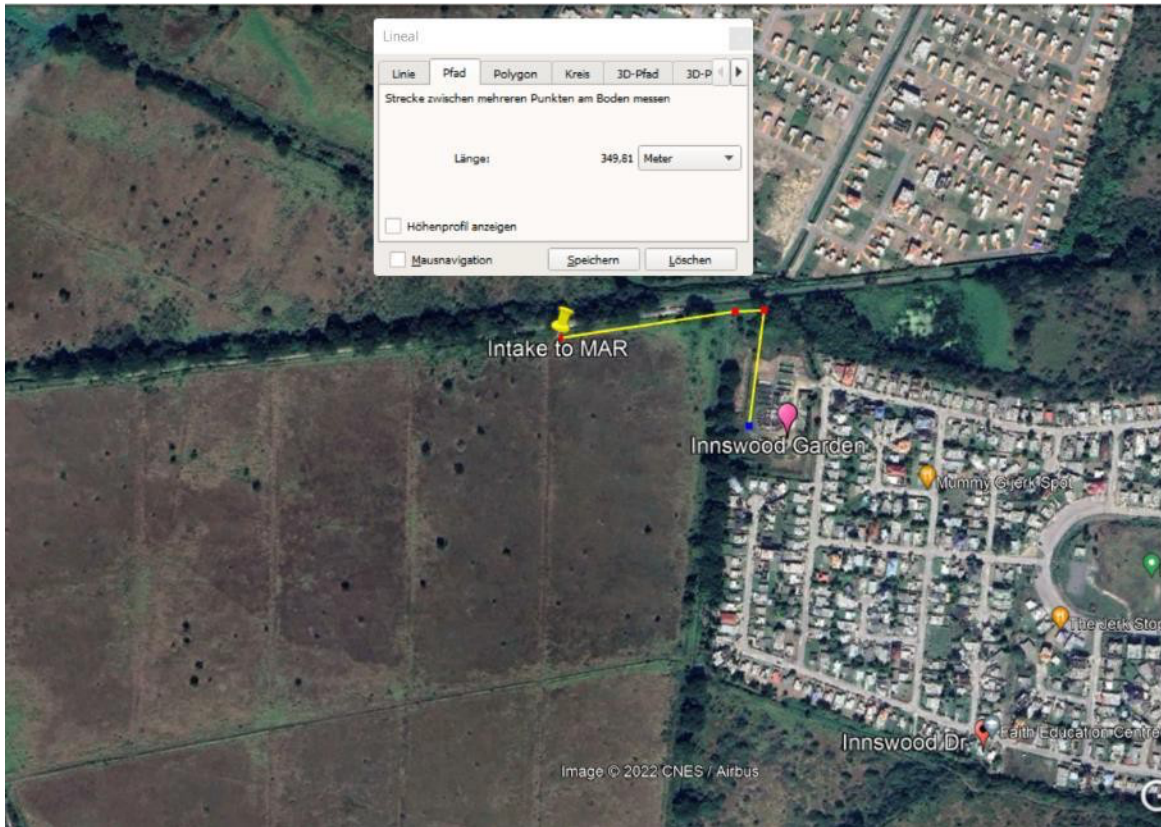 Lineal
Linie Pfad Polygon Kreis 3D-Pfad 3D-P
Strecke zwischen mehreren Punkten am Boden messen
Länge: 349,81 Meter
Höhenprofil anzeigen
Mausnavigation Speichern Löschen
Intake to MAR
Innswood Garden
Mummy G jerk Spot
The Jerk Stop
Innswood Dr. Faith Education Centre
Image © 2022 CNES / Airbus